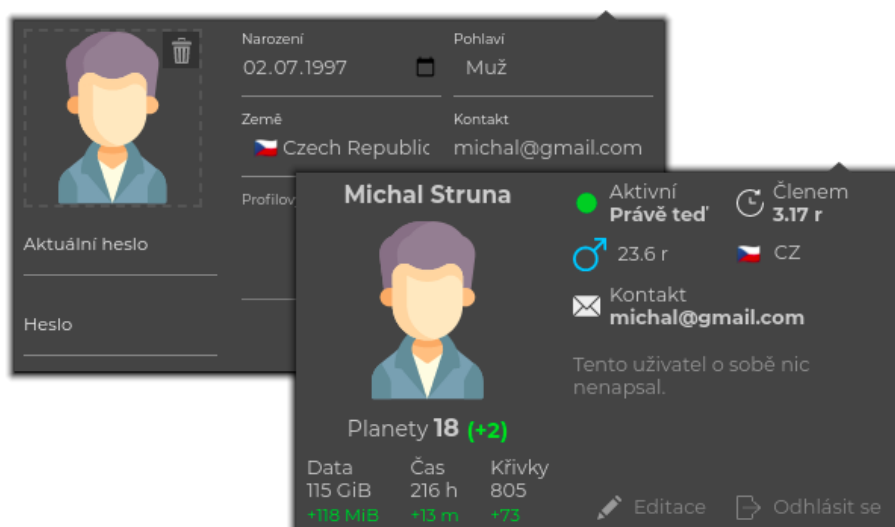 Narození
Pohlaví
02.07.1997
Muž
Země
Kontakt
Czech Republic
michal@gmail.com
Aktuální heslo
Heslo
Michal Struna
Aktivní
Právě teď
Členem
3.17 r
23.6 r
CZ
Kontakt
michal@gmail.com
Tento uživatel o sobě nic
nenapsal.
Planety 18 (+2)
Data
Čas
Křivky
115 GiB
216 h
805
+118 MiB
+13 m
+73
Editace
Odhlásit se